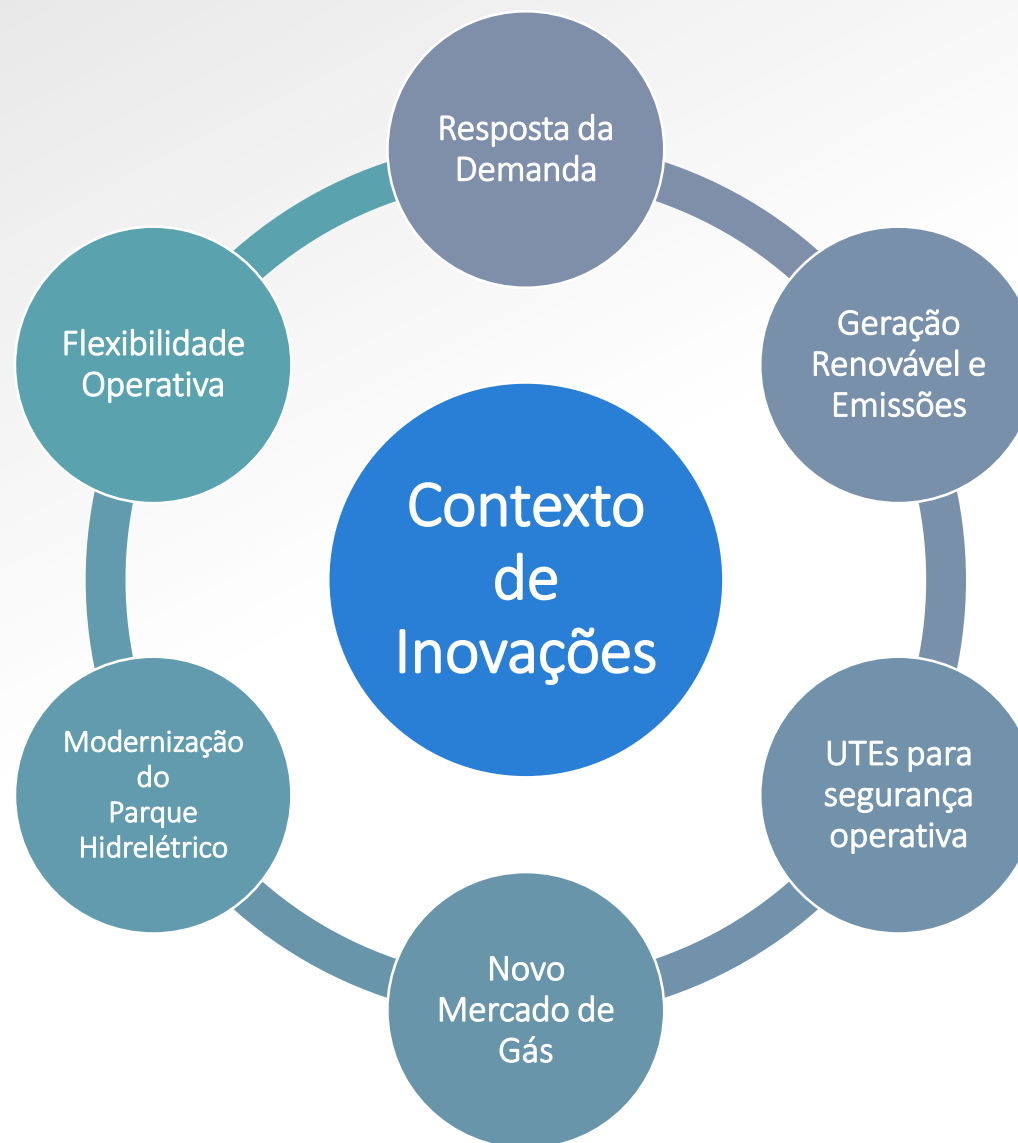 Resposta da
Demanda
Geração
Renovável e
Emissões
UTEs para
segurança
operativa
Novo
Mercado de
Gás
Modernização
do
Parque
Hidrelétrico
Flexibilidade
Operativa
Contexto
de
Inovações